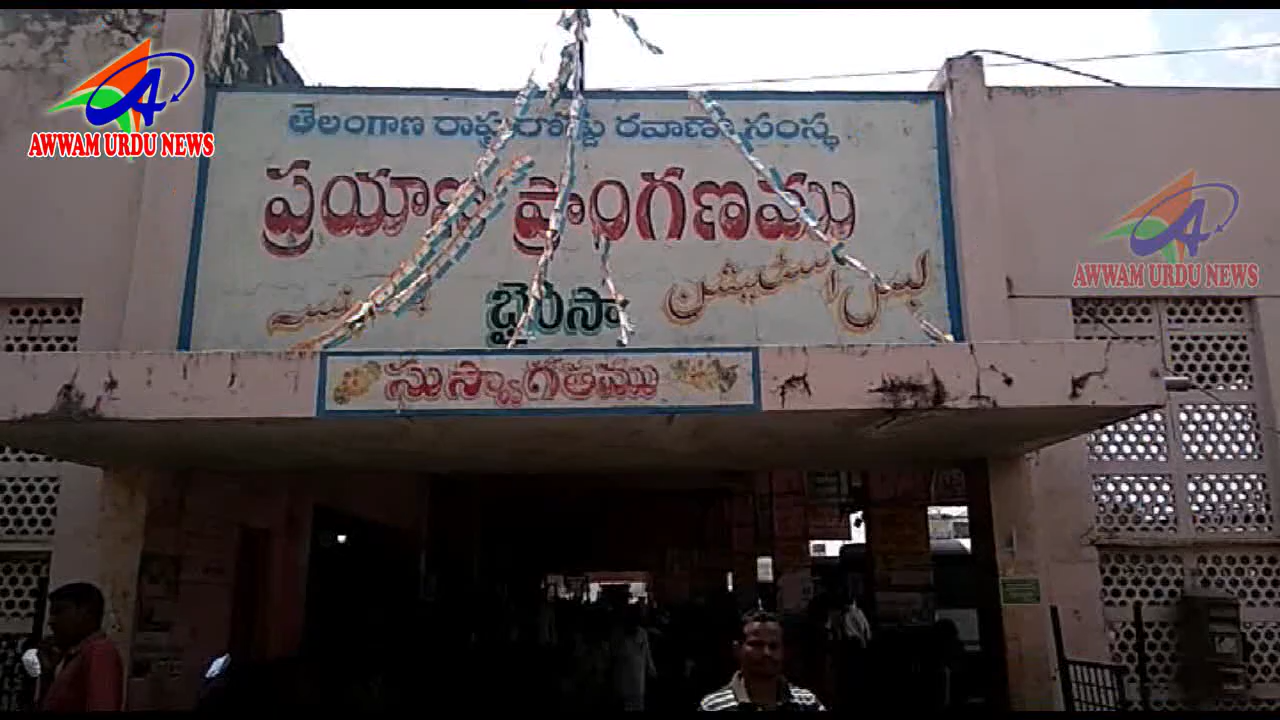 AWWAM URDU NEWS
తెలంగాణ రాష్ట్ర రోడ్డు రవాణా సంస్థ
ప్రయాణ ప్రాంగణము
AWWAM URDU NEWS
بس اسٹیشن
భైంసా
సుస్వాగతము